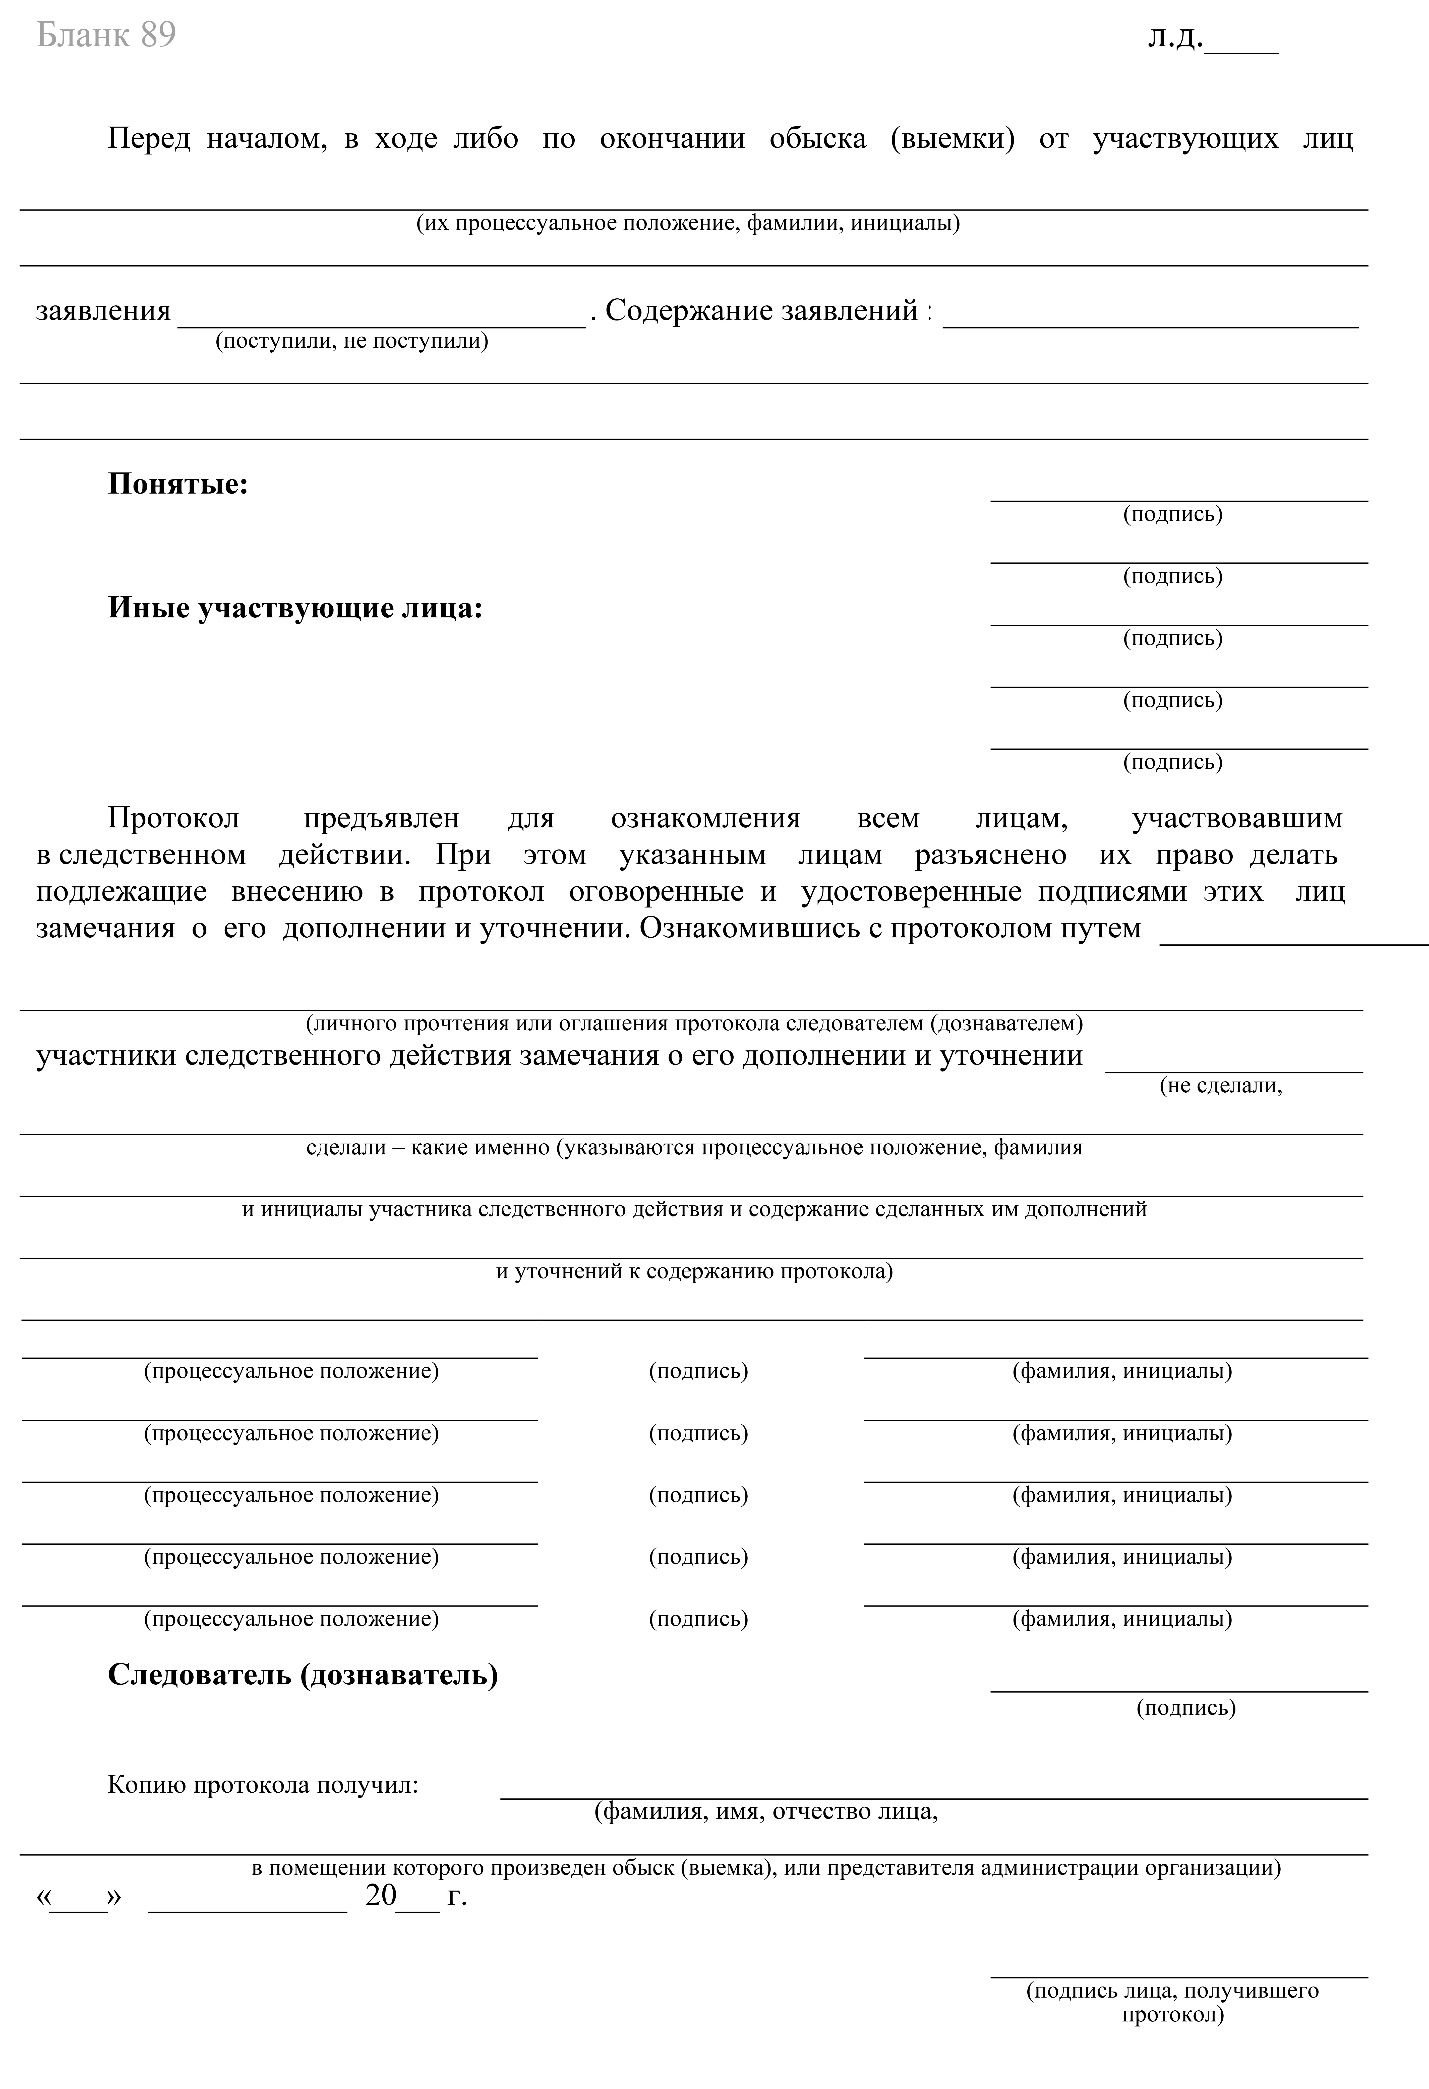 Бланк 89 л.д.____
Перед началом, в ходе либо по окончании обыска (выемки) от участвующих лиц
(их процессуальное положение, фамилии, инициалы)
заявления ____ . Содержание заявлений : ____
(поступили, не поступили)
Понятые:
(подпись)
(подпись)
Иные участвующие лица:
(подпись)
(подпись)
(подпись)
Протокол предъявлен для ознакомления всем лицам, участвовавшим
в следственном действии. При этом указанным лицам разъяснено их право делать
подлежащие внесению в протокол оговоренные и удостоверенные подписями этих лиц
замечания о его дополнении и уточнении. Ознакомившись с протоколом путем ____
(личного прочтения или оглашения протокола следователем (дознавателем)
участники следственного действия замечания о его дополнении и уточнении ____
(не сделали,
сделали – какие именно (указываются процессуальное положение, фамилия
и инициалы участника следственного действия и содержание сделанных им дополнений
и уточнений к содержанию протокола)
(процессуальное положение) (подпись) (фамилия, инициалы)
(процессуальное положение) (подпись) (фамилия, инициалы)
(процессуальное положение) (подпись) (фамилия, инициалы)
(процессуальное положение) (подпись) (фамилия, инициалы)
(процессуальное положение) (подпись) (фамилия, инициалы)
Следователь (дознаватель)
(подпись)
Копию протокола получил: ____
(фамилия, имя, отчество лица,
в помещении которого произведен обыск (выемка), или представителя администрации организации)
«____» ____ 20___ г.
(подпись лица, получившего
протокол)